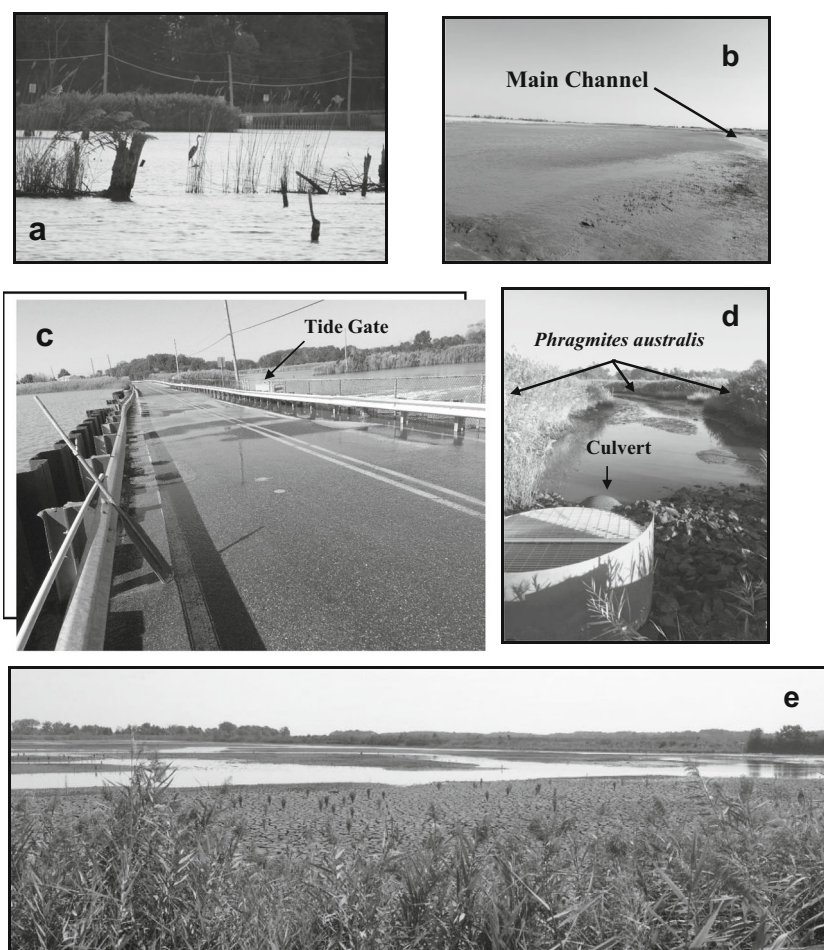 a
b
Main Channel
c
Tide Gate
d
Phragmites australis
Culvert
e